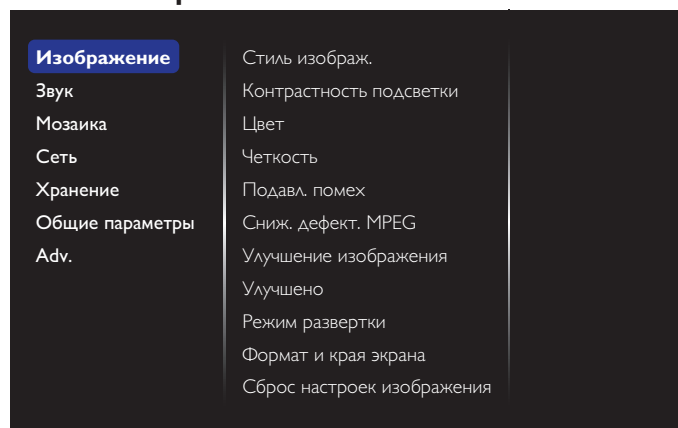 Изображение
Звук
Мозаика
Сеть
Хранение
Общие параметры
Adv.
Стиль изображ.
Контрастность подсветки
Цвет
Четкость
Подавл. помех
Сниж. дефект. MPEG
Улучшение изображения
Улучшено
Режим развертки
Формат и края экрана
Сброс настроек изображения